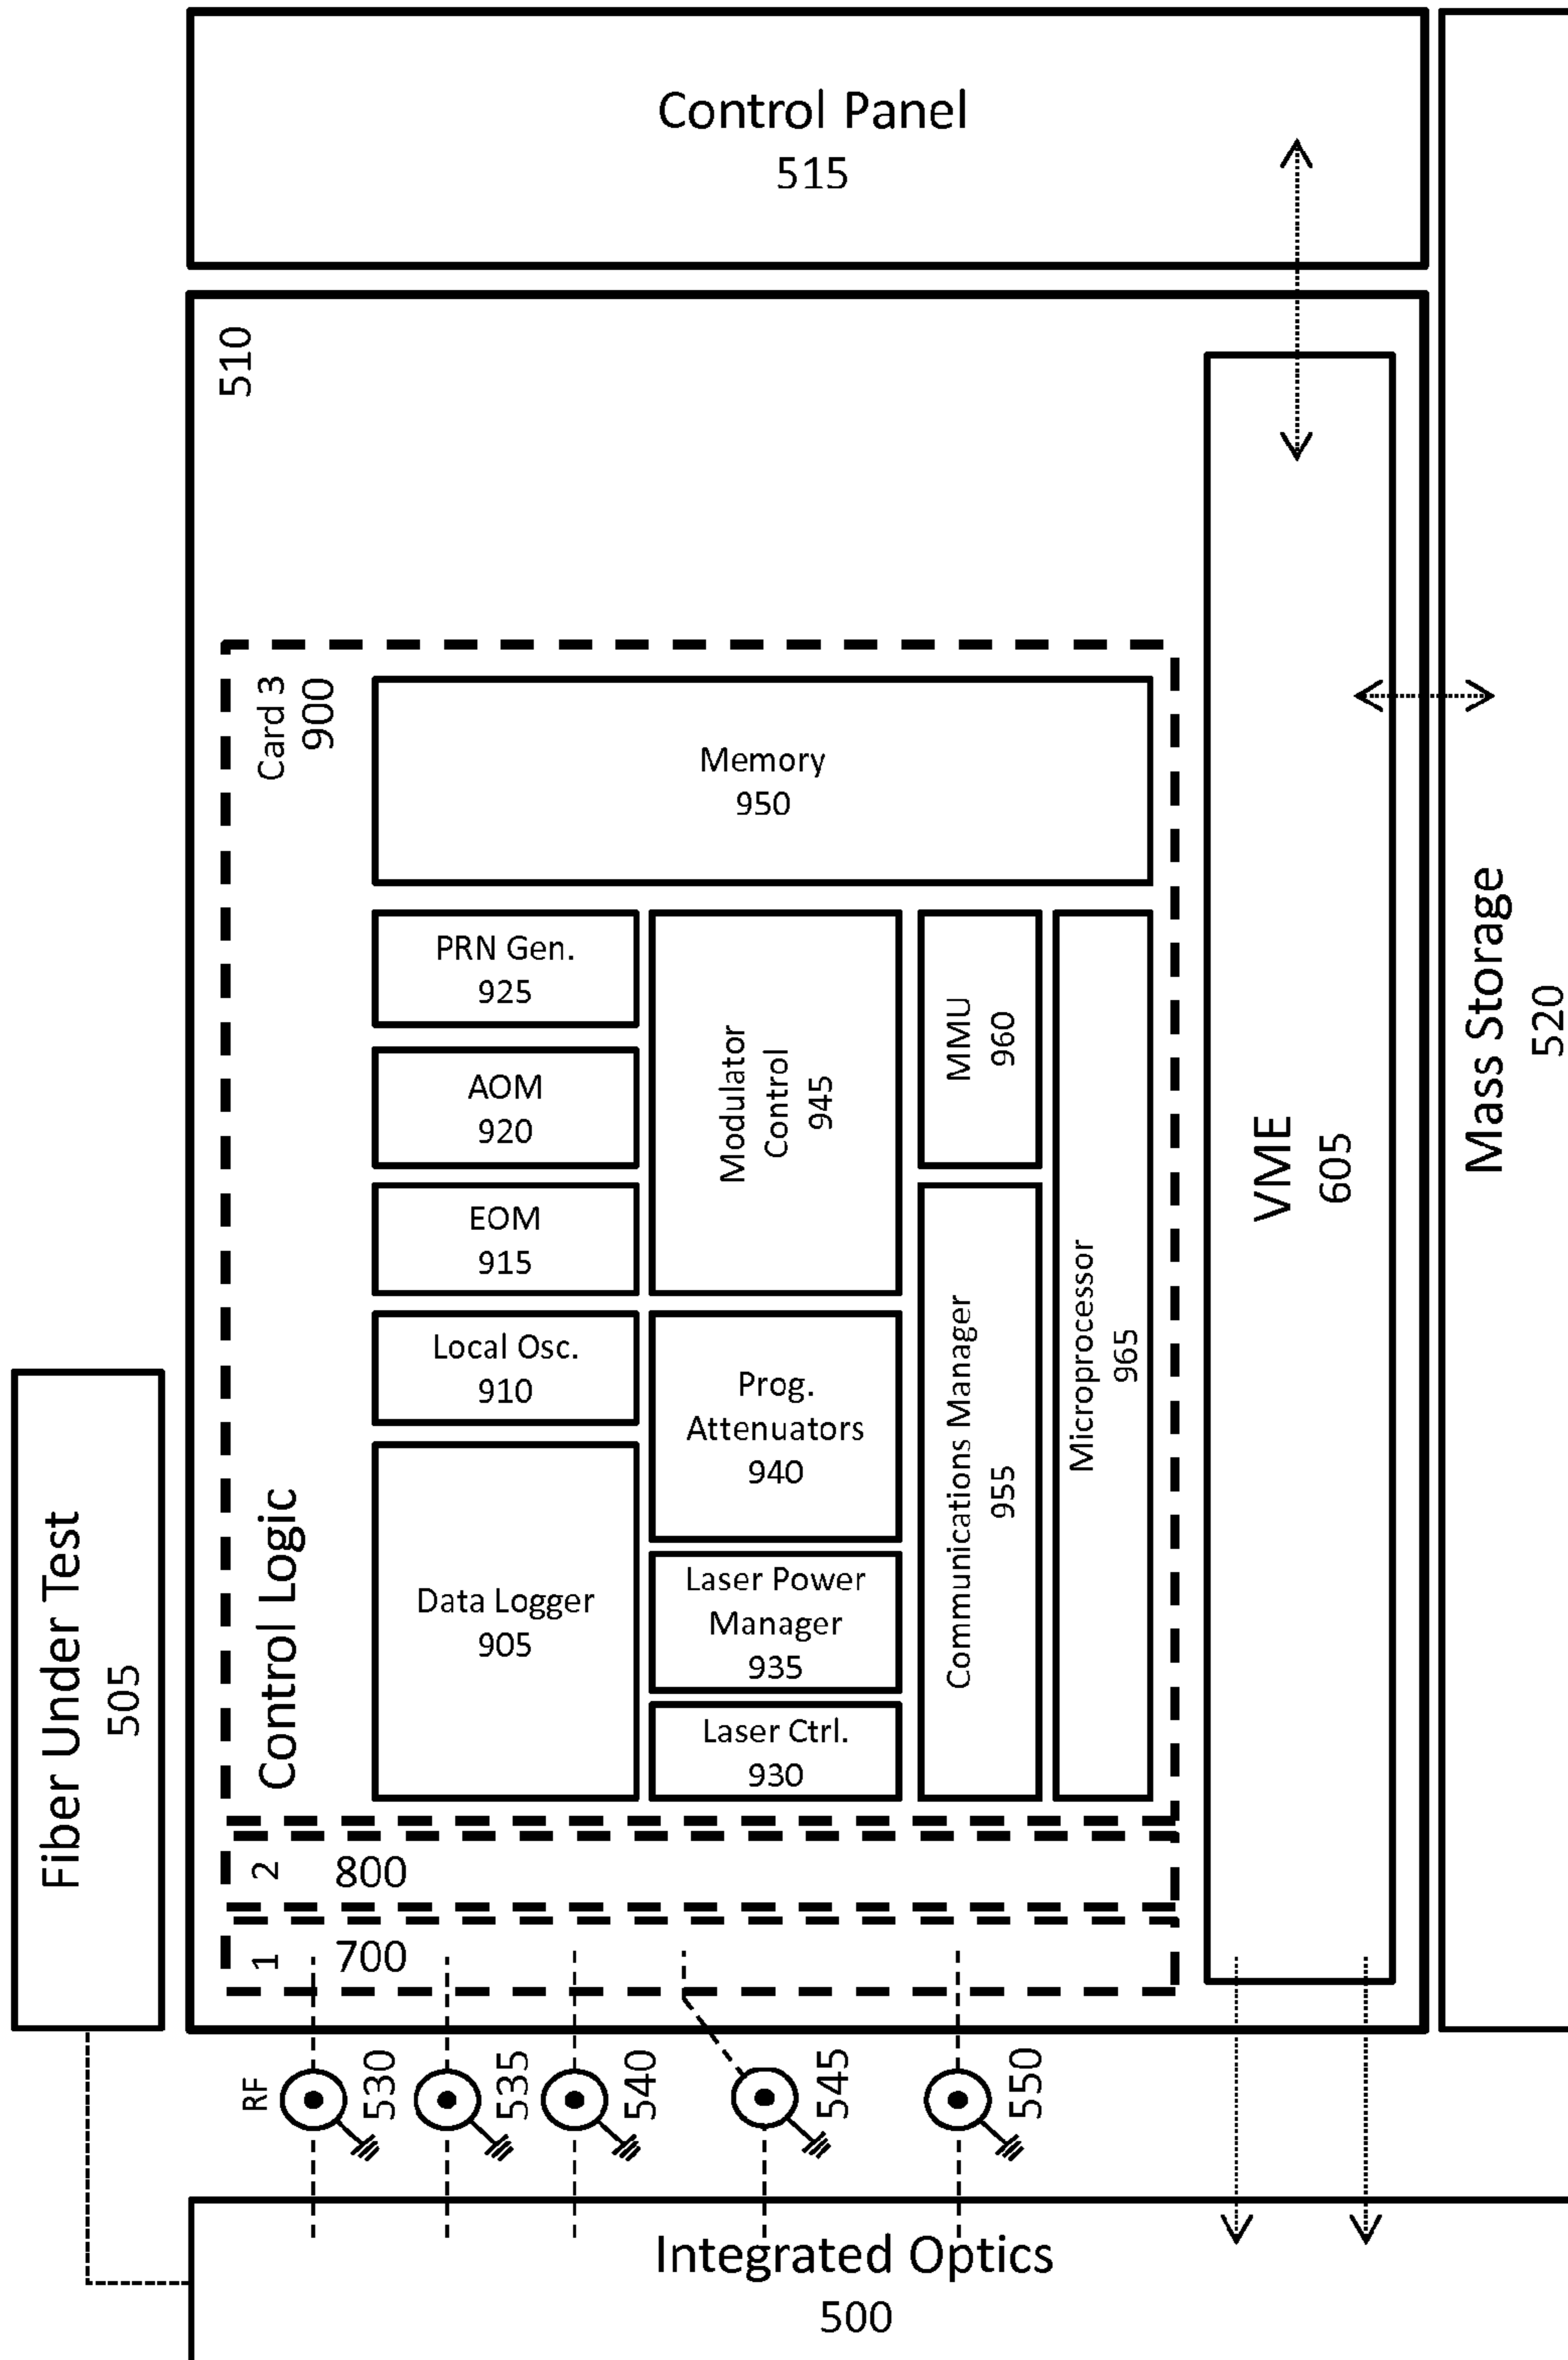 Control Panel
515
510
Card 3
900
Memory
950
PRN Gen.
925
AOM
920
EOM
915
Local Osc.
910
Data Logger
905
Modulator
Control
945
Prog.
Attenuators
940
Laser Power
Manager
935
Laser Ctrl.
930
MMU
960
Communications Manager
955
Microprocessor
965
VME
605
Mass Storage
520
Control Logic
Fiber Under Test
505
2
800
1
700
RF
530
535
540
545
550
Integrated Optics
500